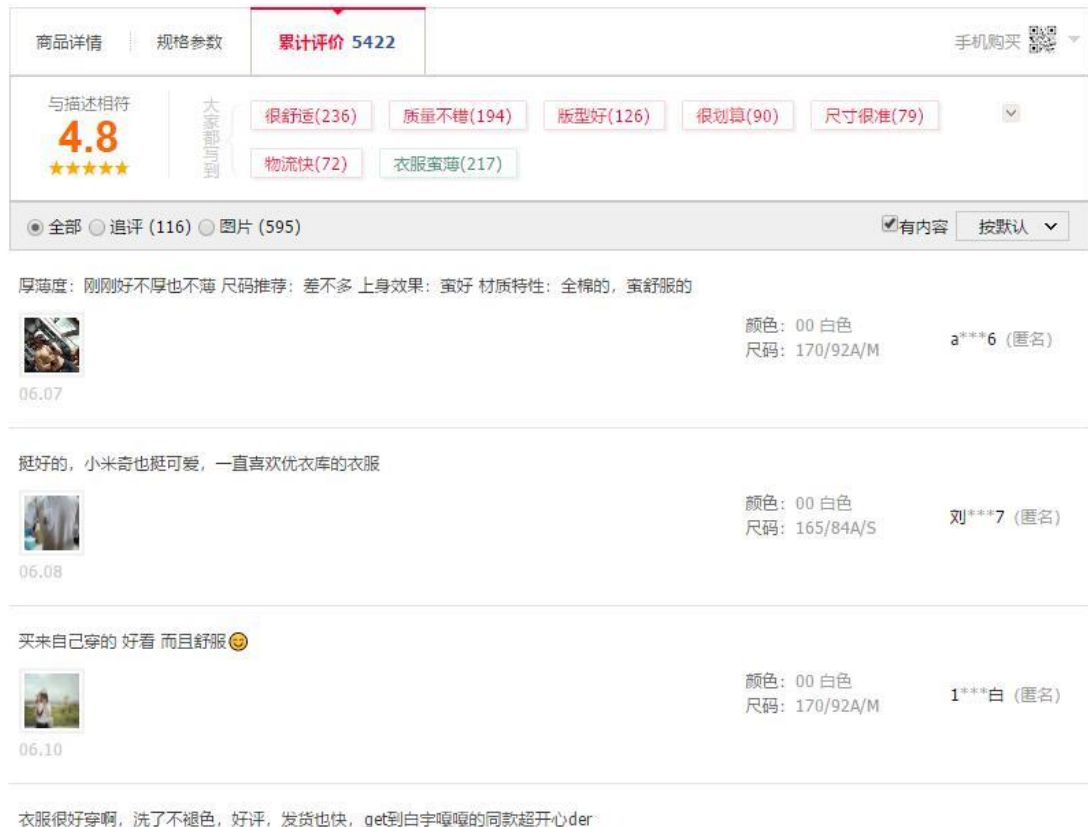 商品详情 规格参数 累计评价 5422 手机购买
与描述相符
4.8
大家都写到
很舒适(236) 质量不错(194) 版型好(126) 很划算(90) 尺寸很准(79)
物流快(72) 衣服蛮薄(217)
全部 追评 (116) 图片 (595) 有内容 按默认
厚薄度：刚刚好不厚也不薄 尺码推荐：差不多 上身效果：蛮好 材质特性：全棉的，蛮舒服的
颜色：00 白色
尺码：170/92A/M
a***6 (匿名)
06.07
挺好的，小米奇也挺可爱，一直喜欢优衣库的衣服
颜色：00 白色
尺码：165/84A/S
刘***7 (匿名)
06.08
买来自己穿的 好看 而且舒服
颜色：00 白色
尺码：170/92A/M
1***白 (匿名)
06.10
衣服很好穿啊，洗了不褪色，好评，发货也快，get到白宇嘎嘎的同款超开心der